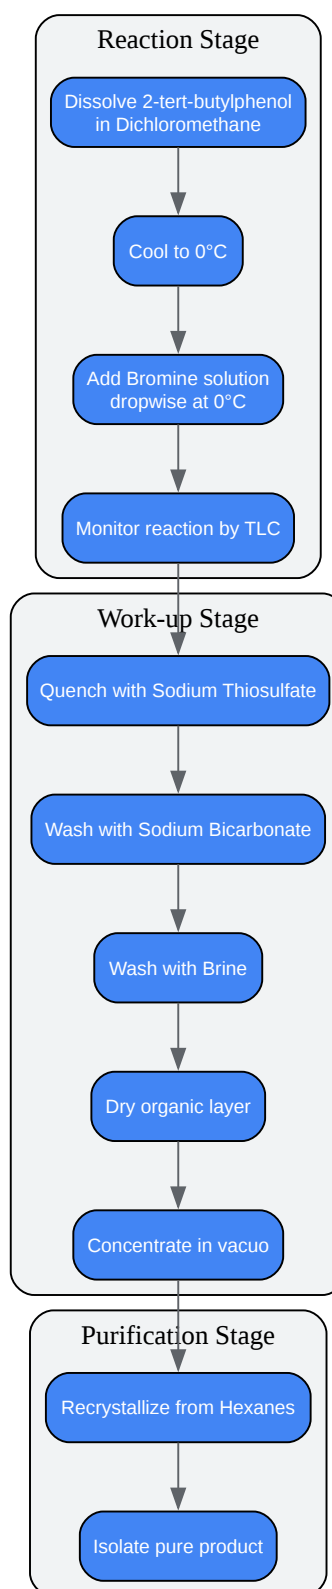 Reaction Stage
Dissolve 2-tert-butylphenol
in Dichloromethane
Cool to 0°C
Add Bromine solution
dropwise at 0°C
Monitor reaction by TLC
Work-up Stage
Quench with Sodium Thiosulfate
Wash with Sodium Bicarbonate
Wash with Brine
Dry organic layer
Concentrate in vacuo
Purification Stage
Recrystallize from Hexanes
Isolate pure product